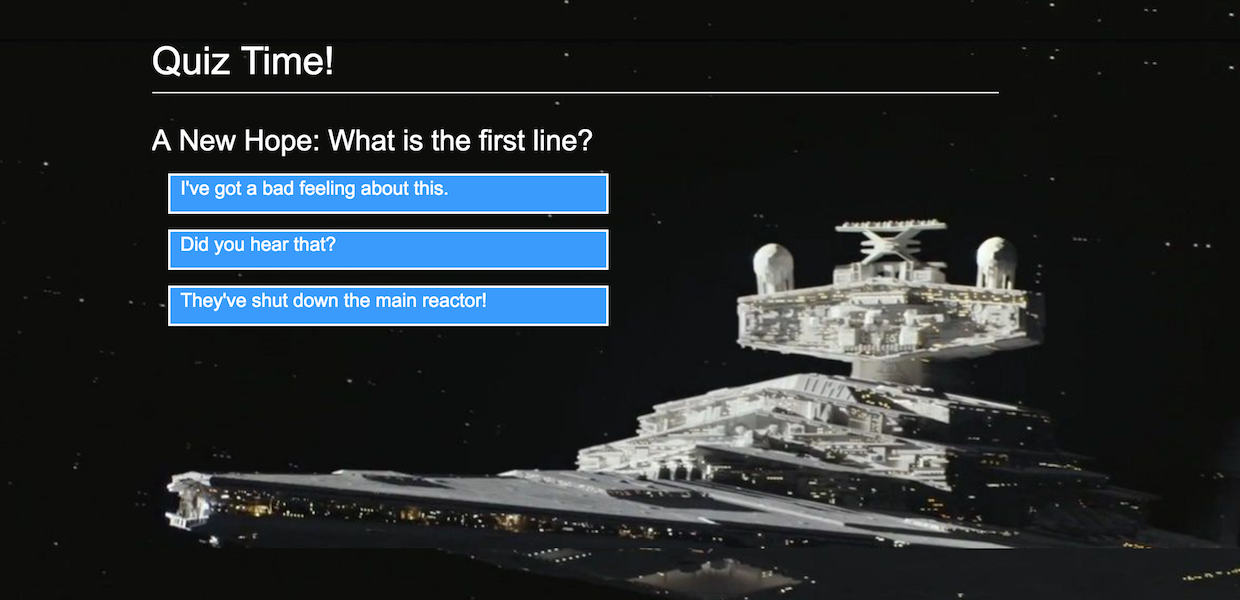 Quiz Time!
A New Hope: What is the first line?
I've got a bad feeling about this.
Did you hear that?
They've shut down the main reactor!